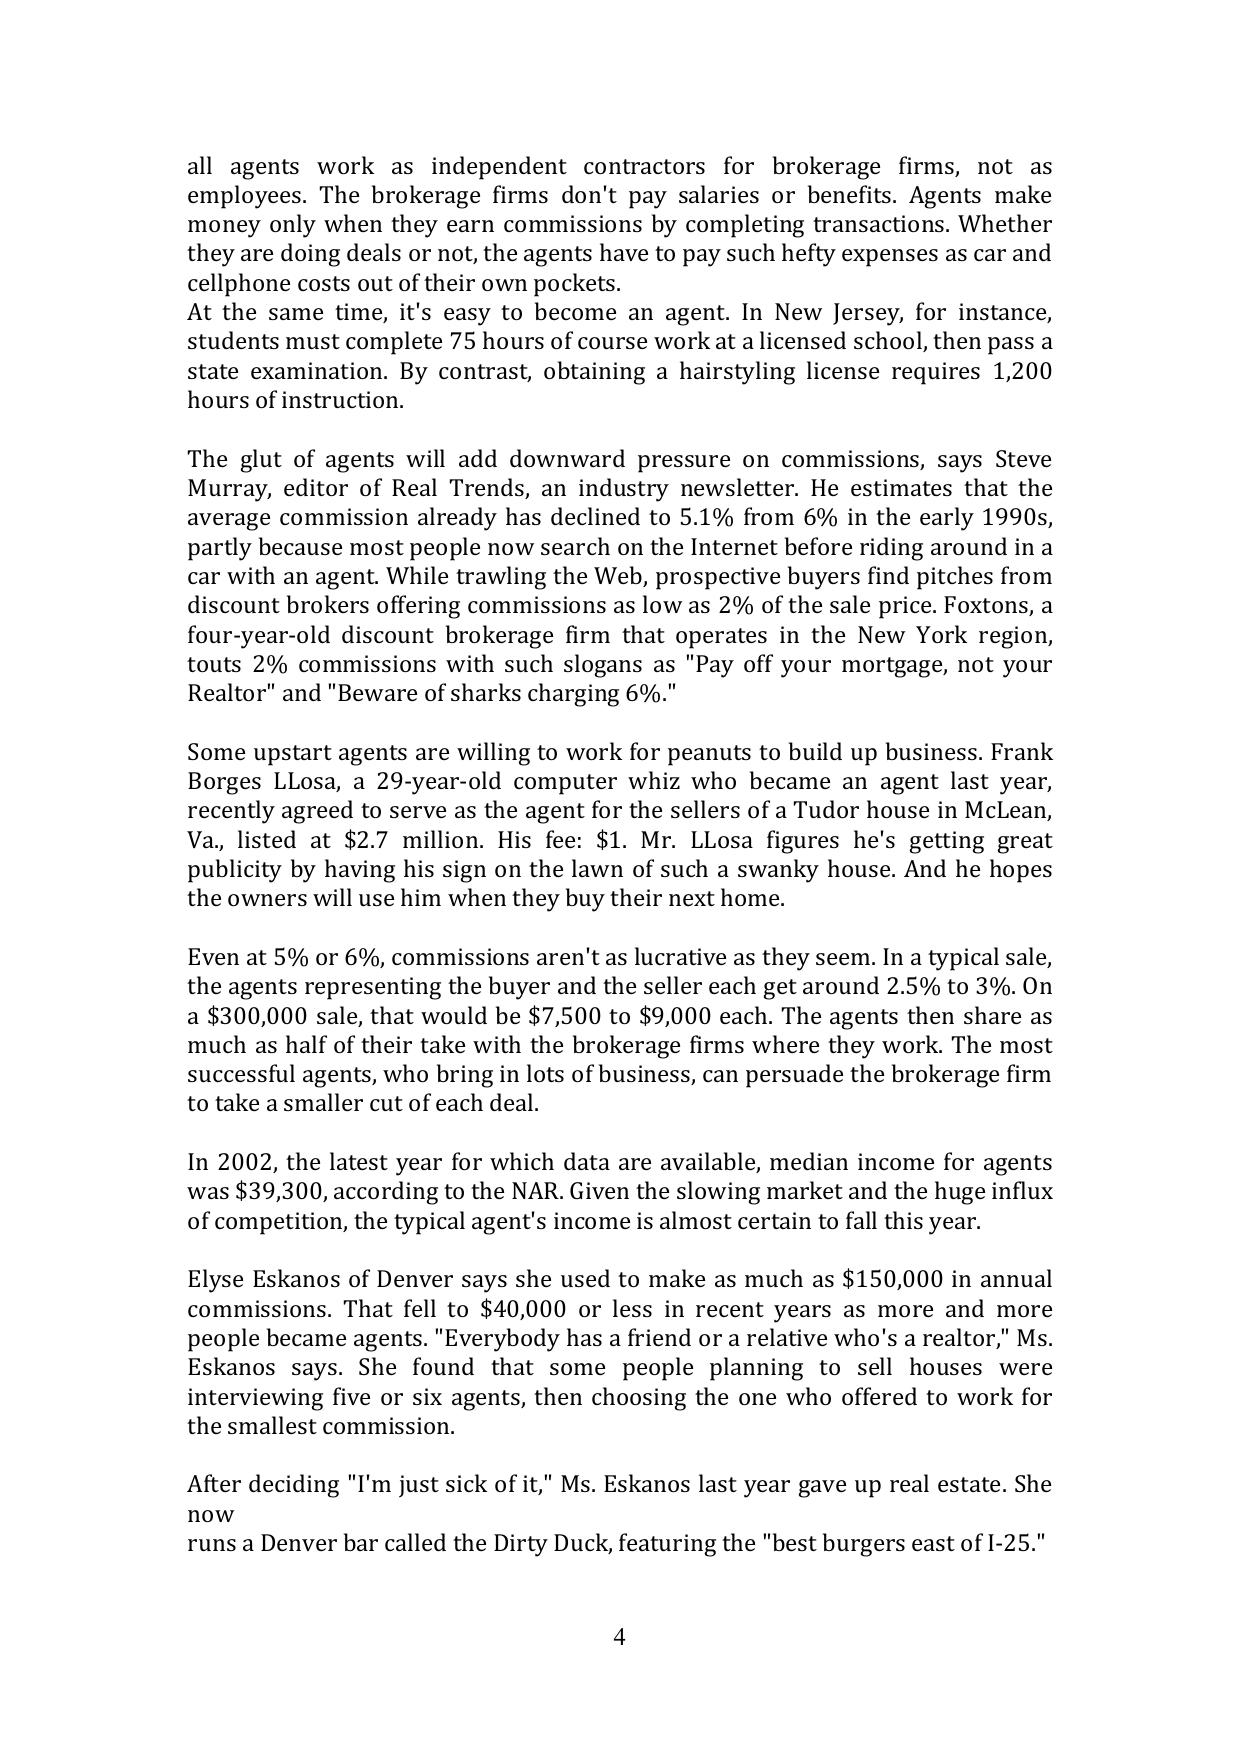 all agents work as independent contractors for brokerage firms, not as
employees. The brokerage firms don't pay salaries or benefits. Agents make
money only when they earn commissions by completing transactions. Whether
they are doing deals or not, the agents have to pay such hefty expenses as car and
cellphone costs out of their own pockets.
At the same time, it's easy to become an agent. In New Jersey, for instance,
students must complete 75 hours of course work at a licensed school, then pass a
state examination. By contrast, obtaining a hairstyling license requires 1,200
hours of instruction.
The glut of agents will add downward pressure on commissions, says Steve
Murray, editor of Real Trends, an industry newsletter. He estimates that the
average commission already has declined to 5.1% from 6% in the early 1990s,
partly because most people now search on the Internet before riding around in a
car with an agent. While trawling the Web, prospective buyers find pitches from
discount brokers offering commissions as low as 2% of the sale price. Foxtons, a
four-year-old discount brokerage firm that operates in the New York region,
touts 2% commissions with such slogans as "Pay off your mortgage, not your
Realtor" and "Beware of sharks charging 6%."
Some upstart agents are willing to work for peanuts to build up business. Frank
Borges LLosa, a 29-year-old computer whiz who became an agent last year,
recently agreed to serve as the agent for the sellers of a Tudor house in McLean,
Va., listed at $2.7 million. His fee: $1. Mr. LLosa figures he's getting great
publicity by having his sign on the lawn of such a swanky house. And he hopes
the owners will use him when they buy their next home.
Even at 5% or 6%, commissions aren't as lucrative as they seem. In a typical sale,
the agents representing the buyer and the seller each get around 2.5% to 3%. On
a $300,000 sale, that would be $7,500 to $9,000 each. The agents then share as
much as half of their take with the brokerage firms where they work. The most
successful agents, who bring in lots of business, can persuade the brokerage firm
to take a smaller cut of each deal.
In 2002, the latest year for which data are available, median income for agents
was $39,300, according to the NAR. Given the slowing market and the huge influx
of competition, the typical agent's income is almost certain to fall this year.
Elyse Eskanos of Denver says she used to make as much as $150,000 in annual
commissions. That fell to $40,000 or less in recent years as more and more
people became agents. "Everybody has a friend or a relative who's a realtor," Ms.
Eskanos says. She found that some people planning to sell houses were
interviewing five or six agents, then choosing the one who offered to work for
the smallest commission.
After deciding "I'm just sick of it," Ms. Eskanos last year gave up real estate. She
now
runs a Denver bar called the Dirty Duck, featuring the "best burgers east of I-25."
4